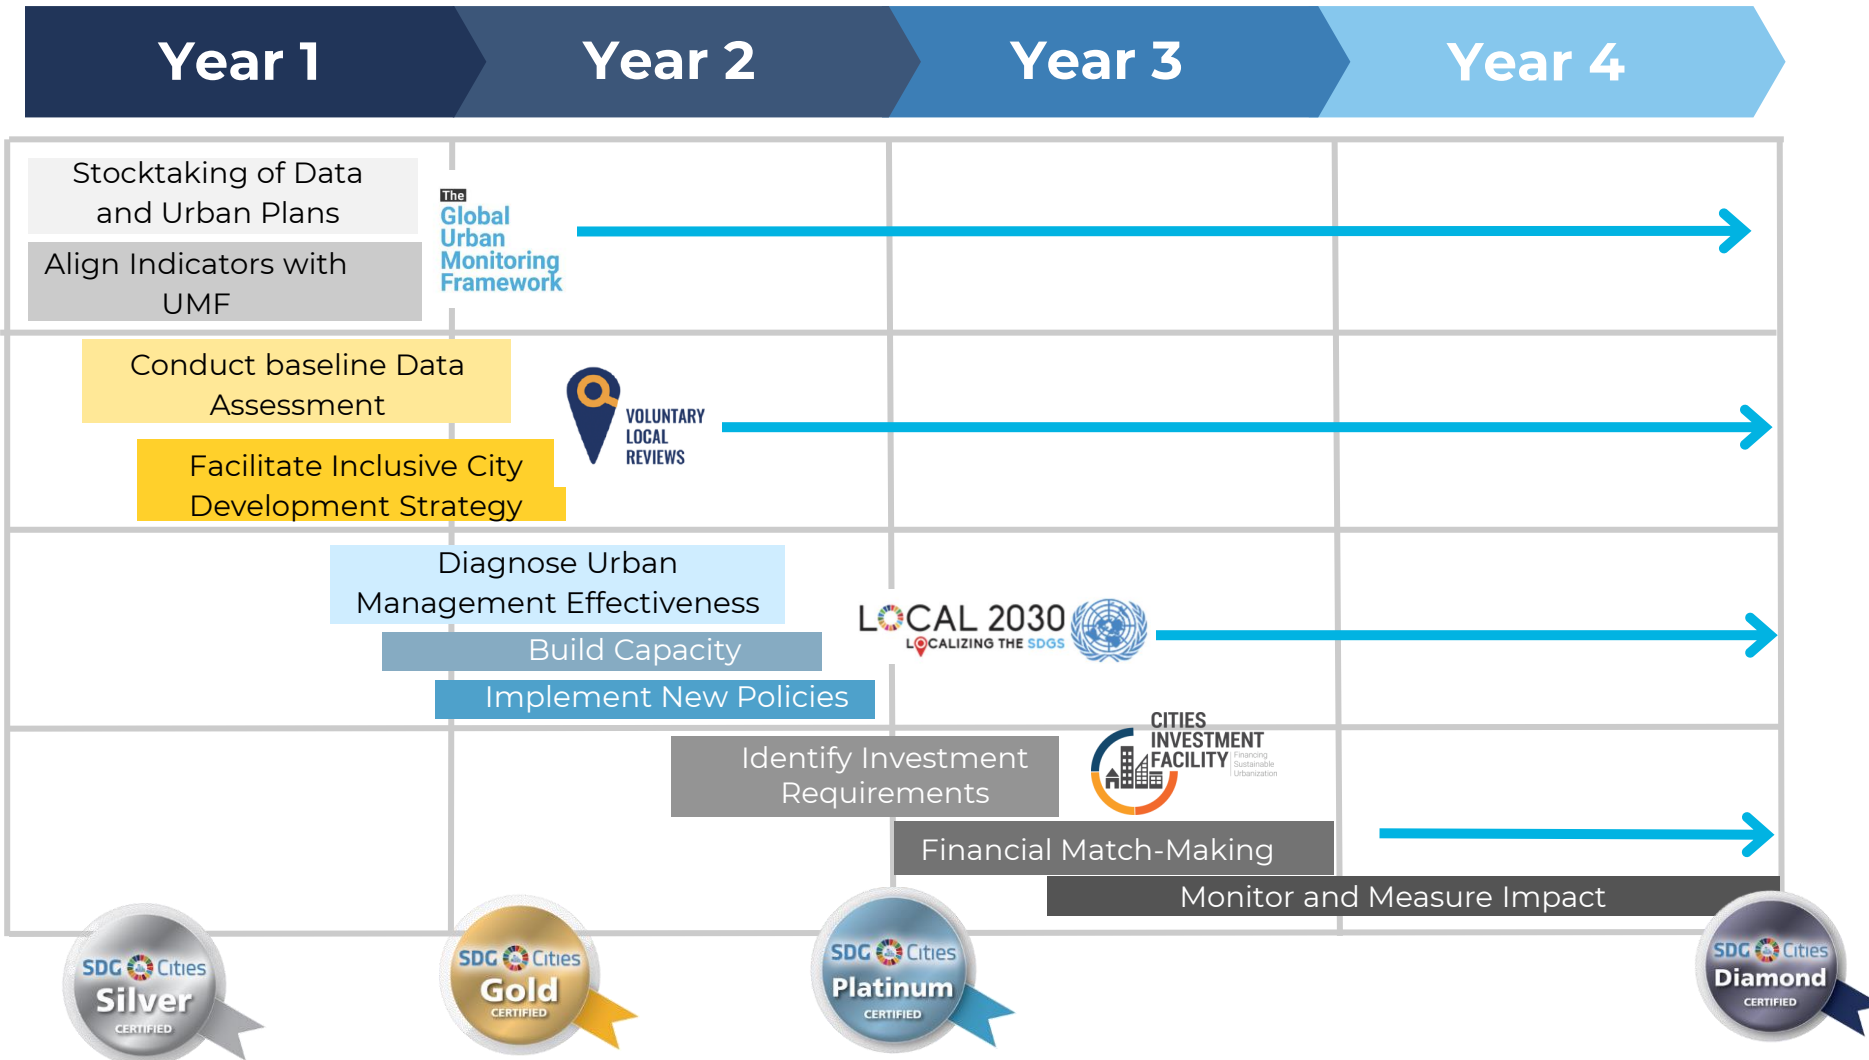 Year 1
Year 2
Year 3
Year 4
Stocktaking of Data
and Urban Plans
Align Indicators with
UMF
The
Global
Urban
Monitoring
Framework
Conduct baseline Data
Assessment
Facilitate Inclusive City
Development Strategy
VOLUNTARY
LOCAL
REVIEWS
Diagnose Urban
Management Effectiveness
Build Capacity
Implement New Policies
LOCAL 2030
LOCALIZING THE SDGS
Identify Investment
Requirements
CITIES
INVESTMENT
FACILITY
Financing
Sustainable
Urbanization
Financial Match-Making
Monitor and Measure Impact
SDG Cities
Silver
CERTIFIED
SDG Cities
Gold
CERTIFIED
SDG Cities
Platinum
CERTIFIED
SDG Cities
Diamond
CERTIFIED